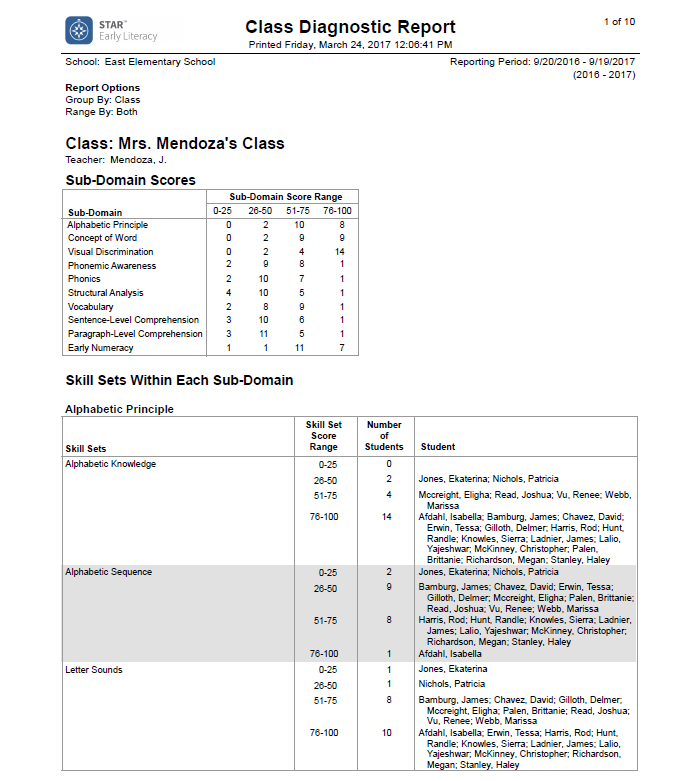 STAR™
Early Literacy
Class Diagnostic Report
Printed Friday, March 24, 2017 12:06:41 PM
1 of 10
School: East Elementary School
Reporting Period: 9/20/2016 - 9/19/2017
(2016 - 2017)
Report Options
Group By: Class
Range By: Both
Class: Mrs. Mendoza's Class
Teacher: Mendoza, J.
Sub-Domain Scores
Sub-Domain Score Range
Sub-Domain 0-25 26-50 51-75 76-100
Alphabetic Principle 0 2 10 8
Concept of Word 0 2 9 9
Visual Discrimination 0 2 4 14
Phonemic Awareness 2 9 8 1
Phonics 2 10 7 1
Structural Analysis 4 10 5 1
Vocabulary 2 8 9 1
Sentence-Level Comprehension 3 10 6 1
Paragraph-Level Comprehension 3 11 5 1
Early Numeracy 1 1 11 7
Skill Sets Within Each Sub-Domain
Alphabetic Principle
Skill Sets
Skill Set
Score
Range
Number
of
Students
Student
Alphabetic Knowledge 0-25 0
26-50 2 Jones, Ekaterina; Nichols, Patricia
51-75 4 Mccreight, Eligha; Read, Joshua; Vu, Renee; Webb,
Marissa
76-100 14 Afdahl, Isabella; Bamburg, James; Chavez, David;
Erwin, Tessa; Gilloth, Delmer; Harris, Rod; Hunt,
Randle; Knowles, Sierra; Ladnier, James; Lalio,
Yajeshwar; McKinney, Christopher; Palen,
Brittanie; Richardson, Megan; Stanley, Haley
Alphabetic Sequence 0-25 2 Jones, Ekaterina; Nichols, Patricia
26-50 9 Bamburg, James; Chavez, David; Erwin, Tessa;
Gilloth, Delmer; Mccreight, Eligha; Palen, Brittanie;
Read, Joshua; Vu, Renee; Webb, Marissa
51-75 8 Harris, Rod; Hunt, Randle; Knowles, Sierra; Ladnier,
James; Lalio, Yajeshwar; McKinney, Christopher;
Richardson, Megan; Stanley, Haley
76-100 1 Afdahl, Isabella
Letter Sounds 0-25 1 Jones, Ekaterina
26-50 1 Nichols, Patricia
51-75 8 Bamburg, James; Chavez, David; Gilloth, Delmer;
Mccreight, Eligha; Palen, Brittanie; Read, Joshua;
Vu, Renee; Webb, Marissa
76-100 10 Afdahl, Isabella; Erwin, Tessa; Harris, Rod; Hunt,
Randle; Knowles, Sierra; Ladnier, James; Lalio,
Yajeshwar; McKinney, Christopher; Richardson,
Megan; Stanley, Haley